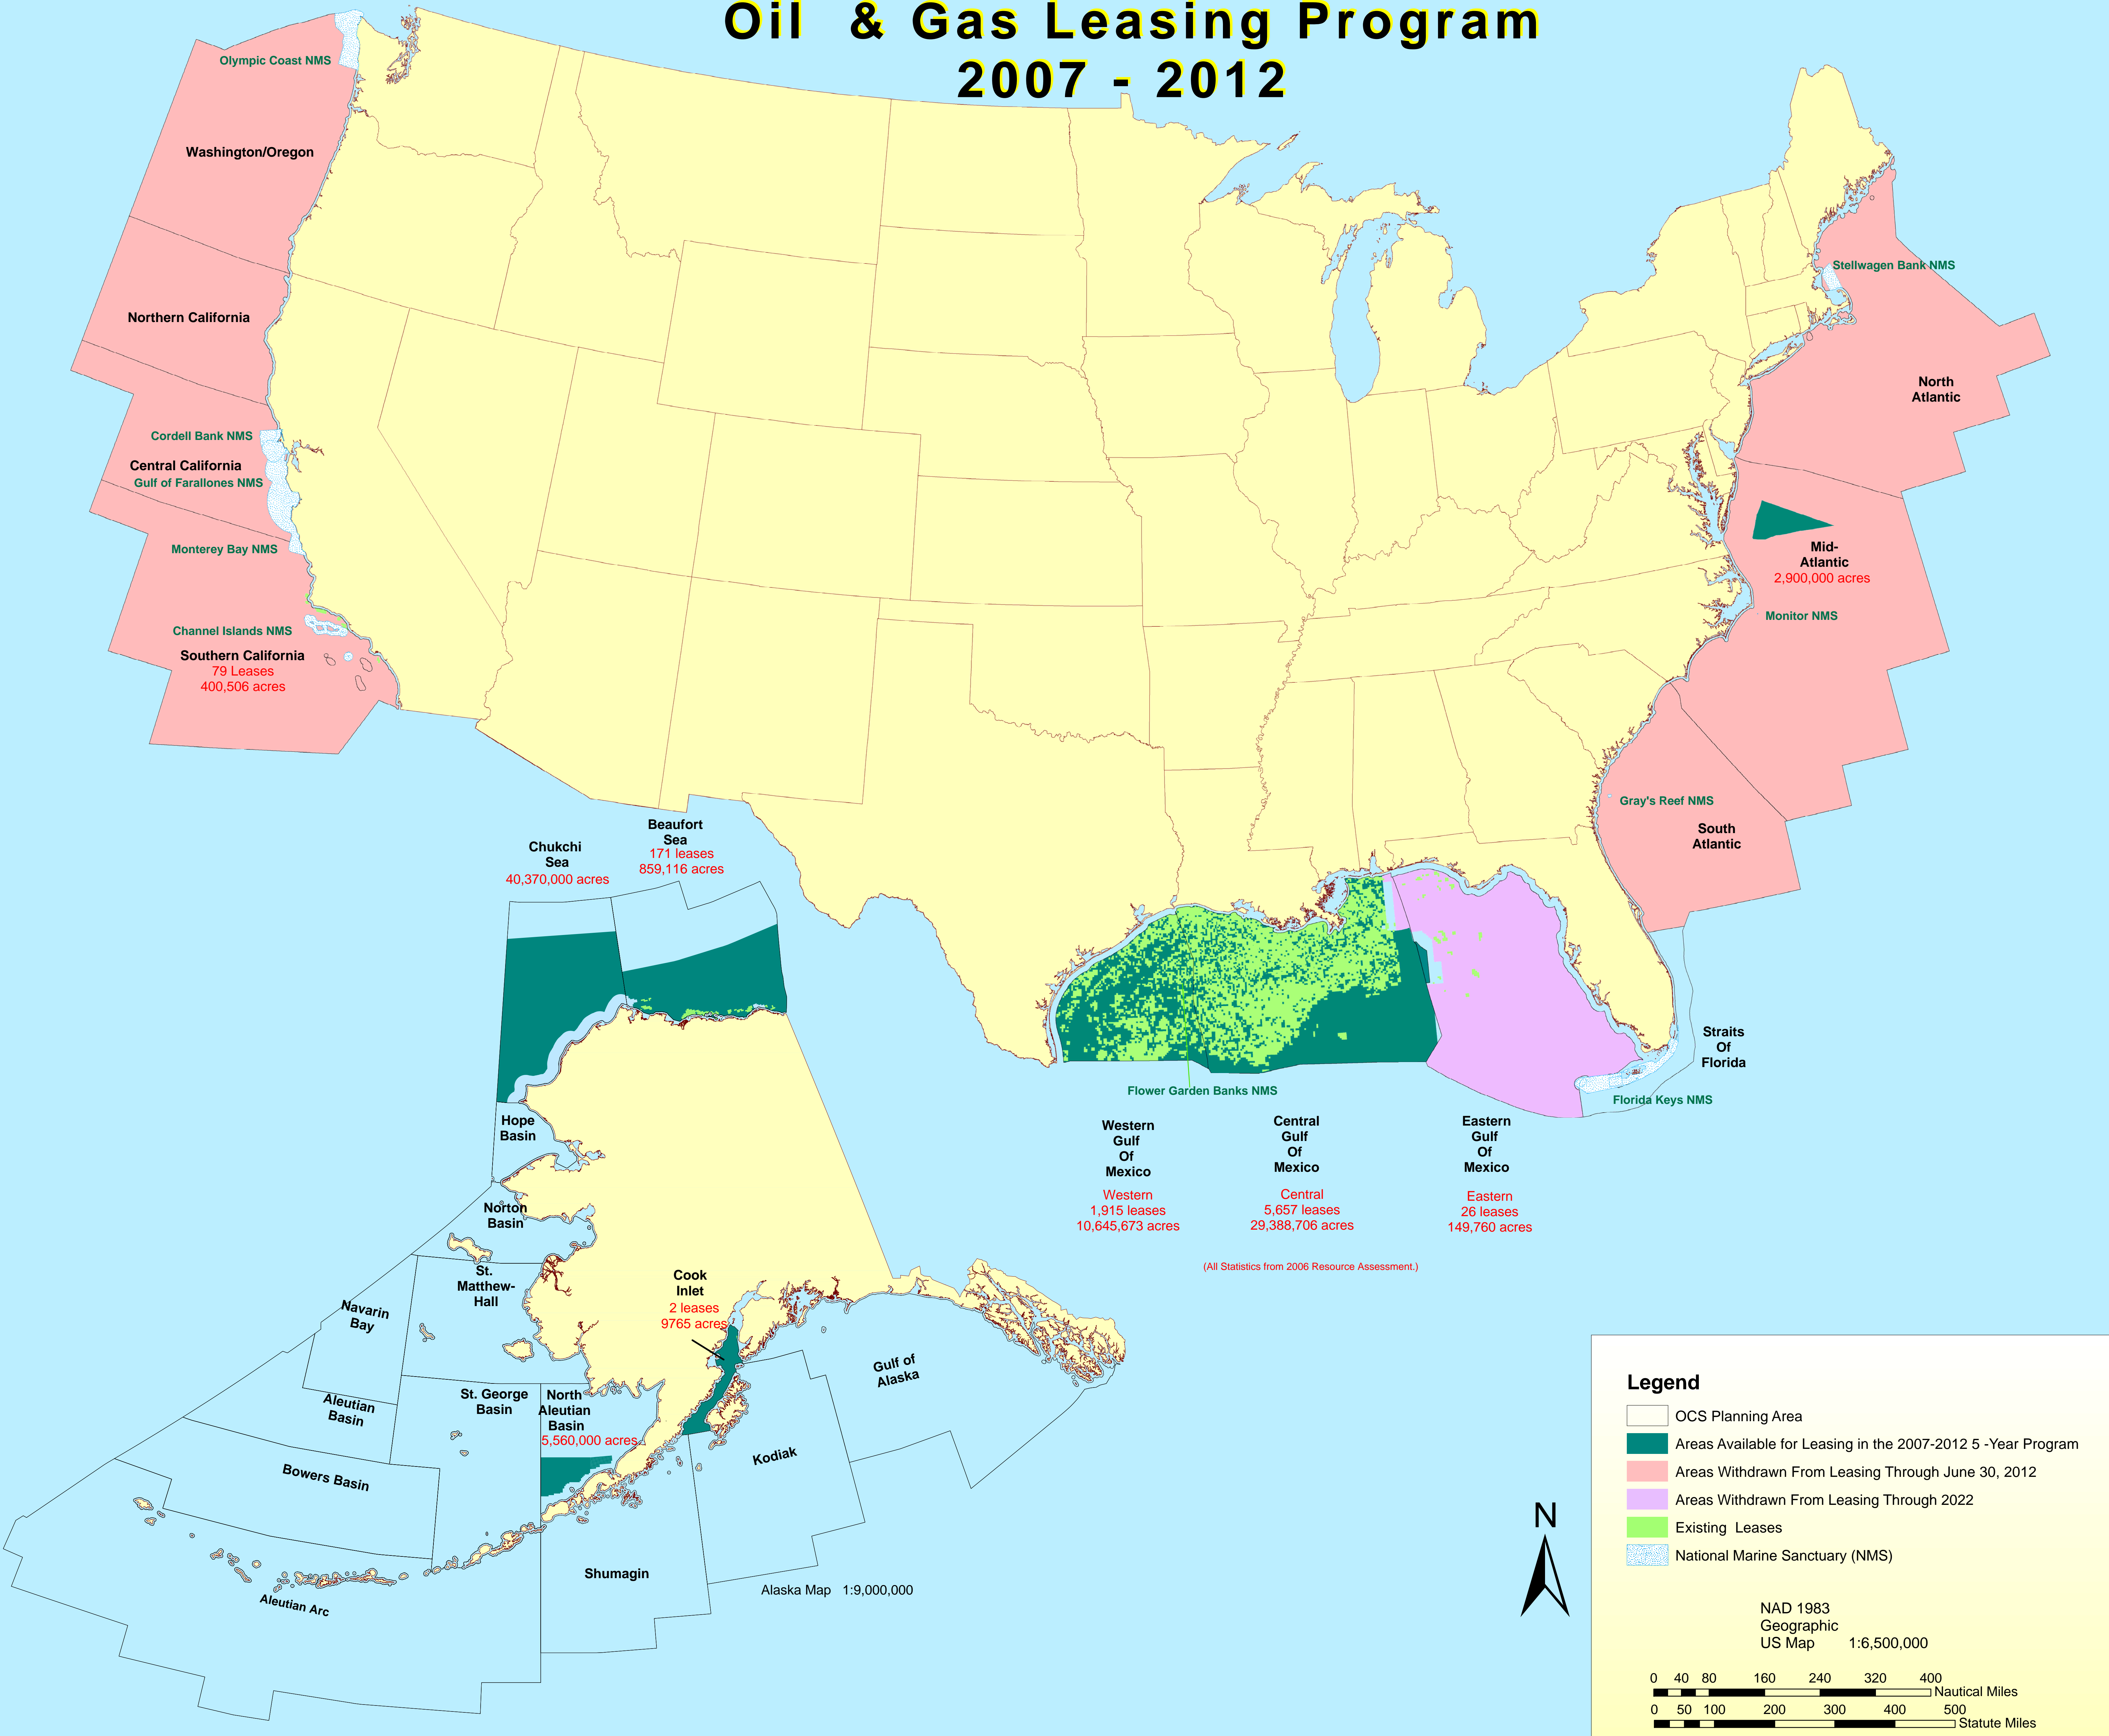 Oil & Gas Leasing Program
2007 - 2012
Olympic Coast NMS
Washington/Oregon
Northern California
Cordell Bank NMS
Central California
Gulf of Farallones NMS
Monterey Bay NMS
Channel Islands NMS
Southern California
79 Leases
400,506 acres
Stellwagen Bank NMS
North
Atlantic
Mid-
Atlantic
2,900,000 acres
Monitor NMS
Gray's Reef NMS
South
Atlantic
Straits
Of
Florida
Florida Keys NMS
Flower Garden Banks NMS
Western
Gulf
Of
Mexico
Western
1,915 leases
10,645,673 acres
Central
Gulf
Of
Mexico
Central
5,657 leases
29,388,706 acres
Eastern
Gulf
Of
Mexico
Eastern
26 leases
149,760 acres
(All Statistics from 2006 Resource Assessment.)
Chukchi
Sea
40,370,000 acres
Beaufort
Sea
171 leases
859,116 acres
Hope
Basin
Norton
Basin
St.
Matthew-
Hall
Navarin
Bay
Aleutian
Basin
St. George
Basin
North
Aleutian
Basin
5,560,000 acres
Cook
Inlet
2 leases
9765 acres
Gulf of
Alaska
Kodiak
Bowers Basin
Shumagin
Aleutian Arc
Alaska Map 1:9,000,000
N
Legend
OCS Planning Area
Areas Available for Leasing in the 2007-2012 5 -Year Program
Areas Withdrawn From Leasing Through June 30, 2012
Areas Withdrawn From Leasing Through 2022
Existing Leases
National Marine Sanctuary (NMS)
NAD 1983
Geographic
US Map 1:6,500,000
0 40 80 160 240 320 400
Nautical Miles
0 50 100 200 300 400 500
Statute Miles